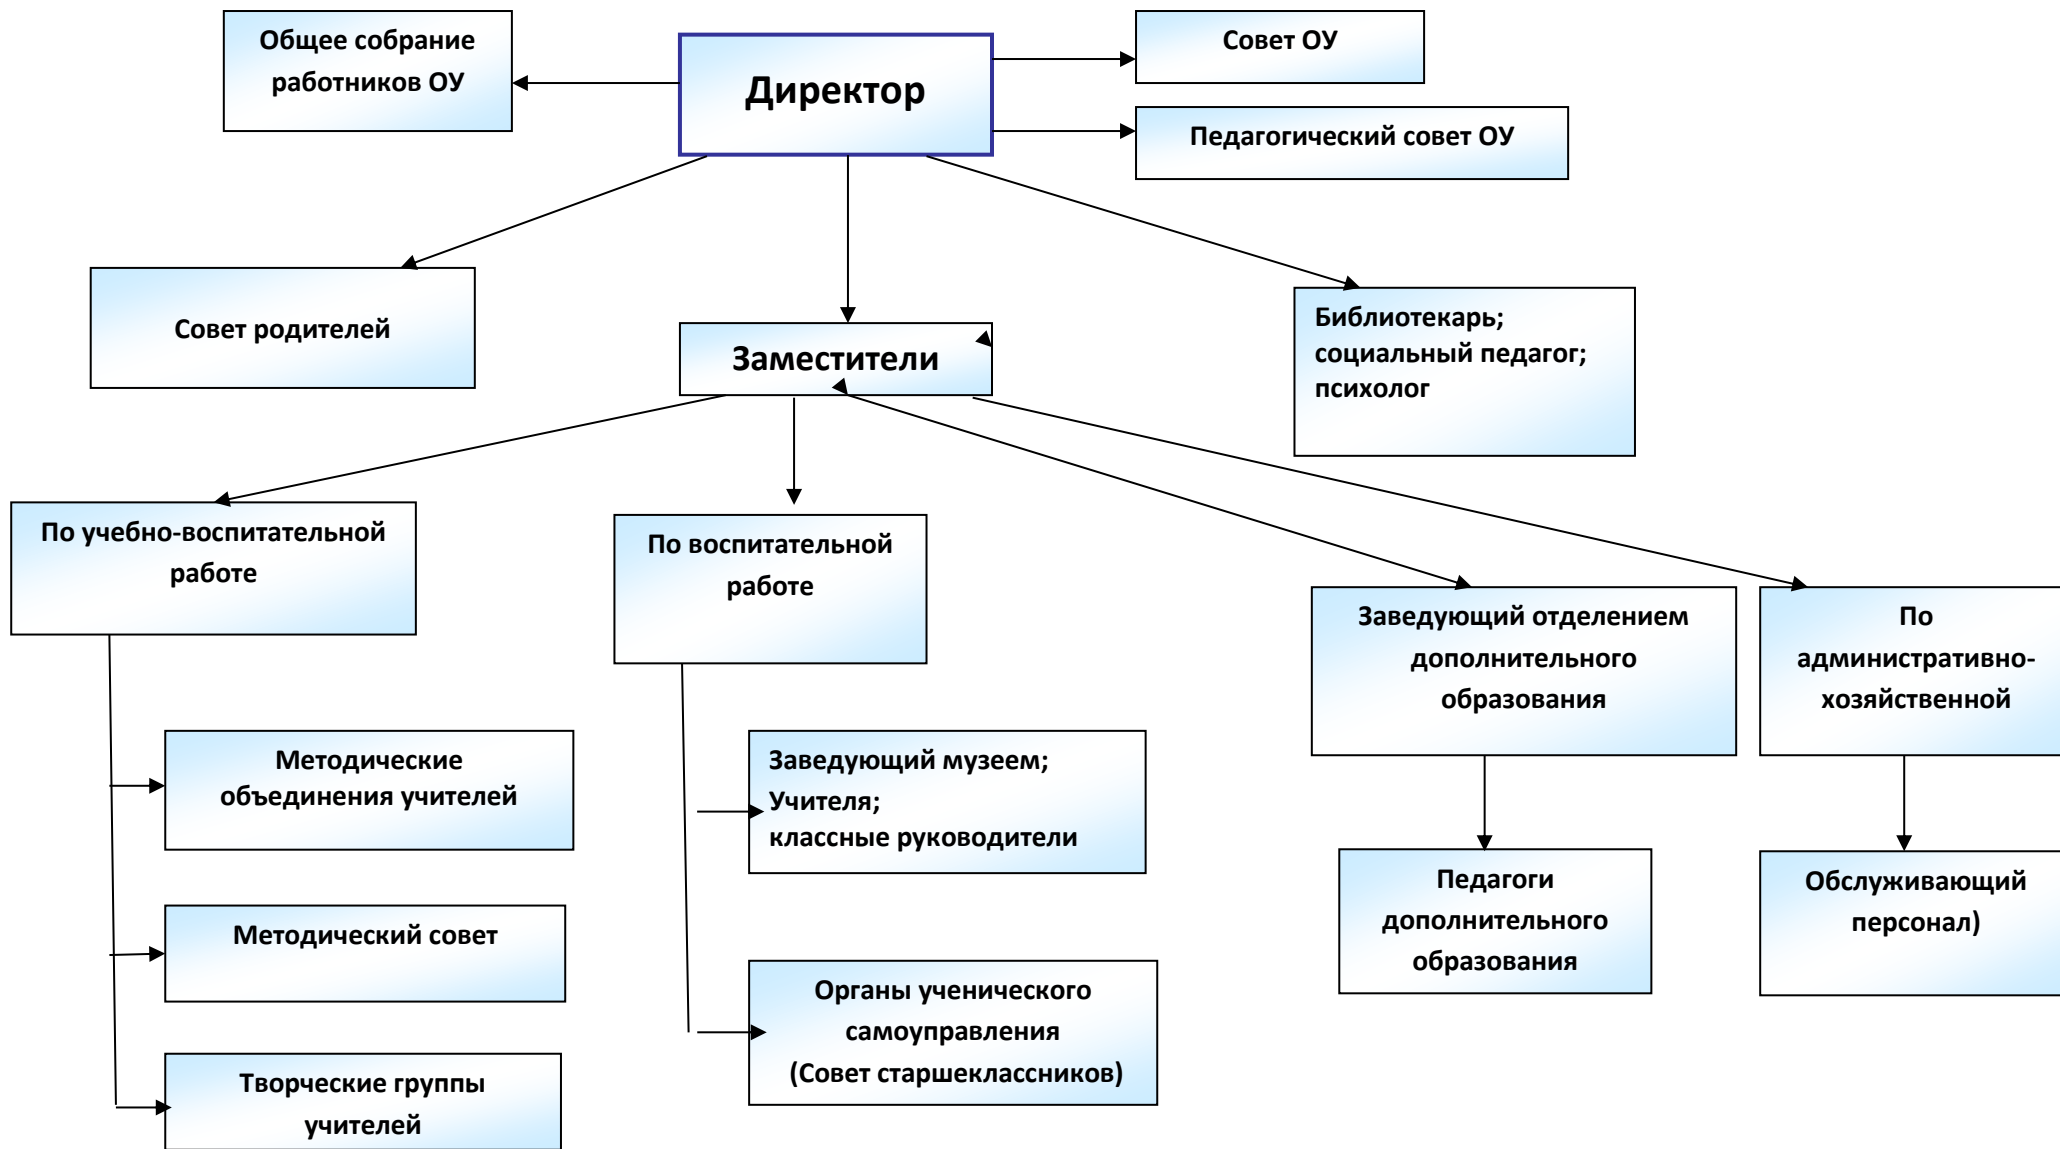 Общее собрание
работников ОУ
Директор
Совет ОУ
Педагогический совет ОУ
Совет родителей
Заместители
Библиотекарь;
социальный педагог;
психолог
По учебно-воспитательной
работе
По воспитательной
работе
Заведующий отделением
дополнительного
образования
По
административно-
хозяйственной
Методические
объединения учителей
Заведующий музеем;
Учителя;
классные руководители
Педагоги
дополнительного
образования
Обслуживающий
персонал)
Методический совет
Органы ученического
самоуправления
(Совет старшеклассников)
Творческие группы
учителей